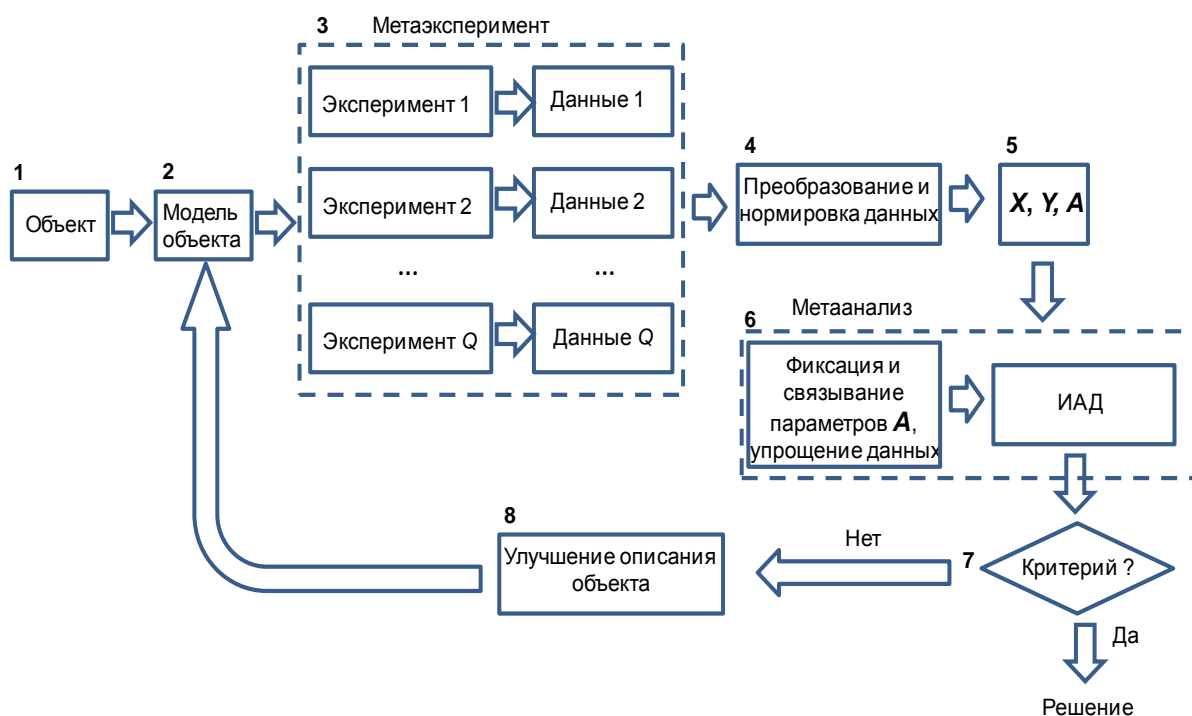 3 Метаэксперимент
Эксперимент 1
Данные 1
1
Объект
2
Модель
объекта
Эксперимент 2
Данные 2
...
...
Эксперимент Q
Данные Q
4
Преобразование и
нормировка данных
5
X, Y, A
Метаанализ
6
Фиксация и
связывание
параметров A,
упрощение данных
ИАД
7
Критерий ?
Нет
8
Улучшение описания
объекта
Да
Решение